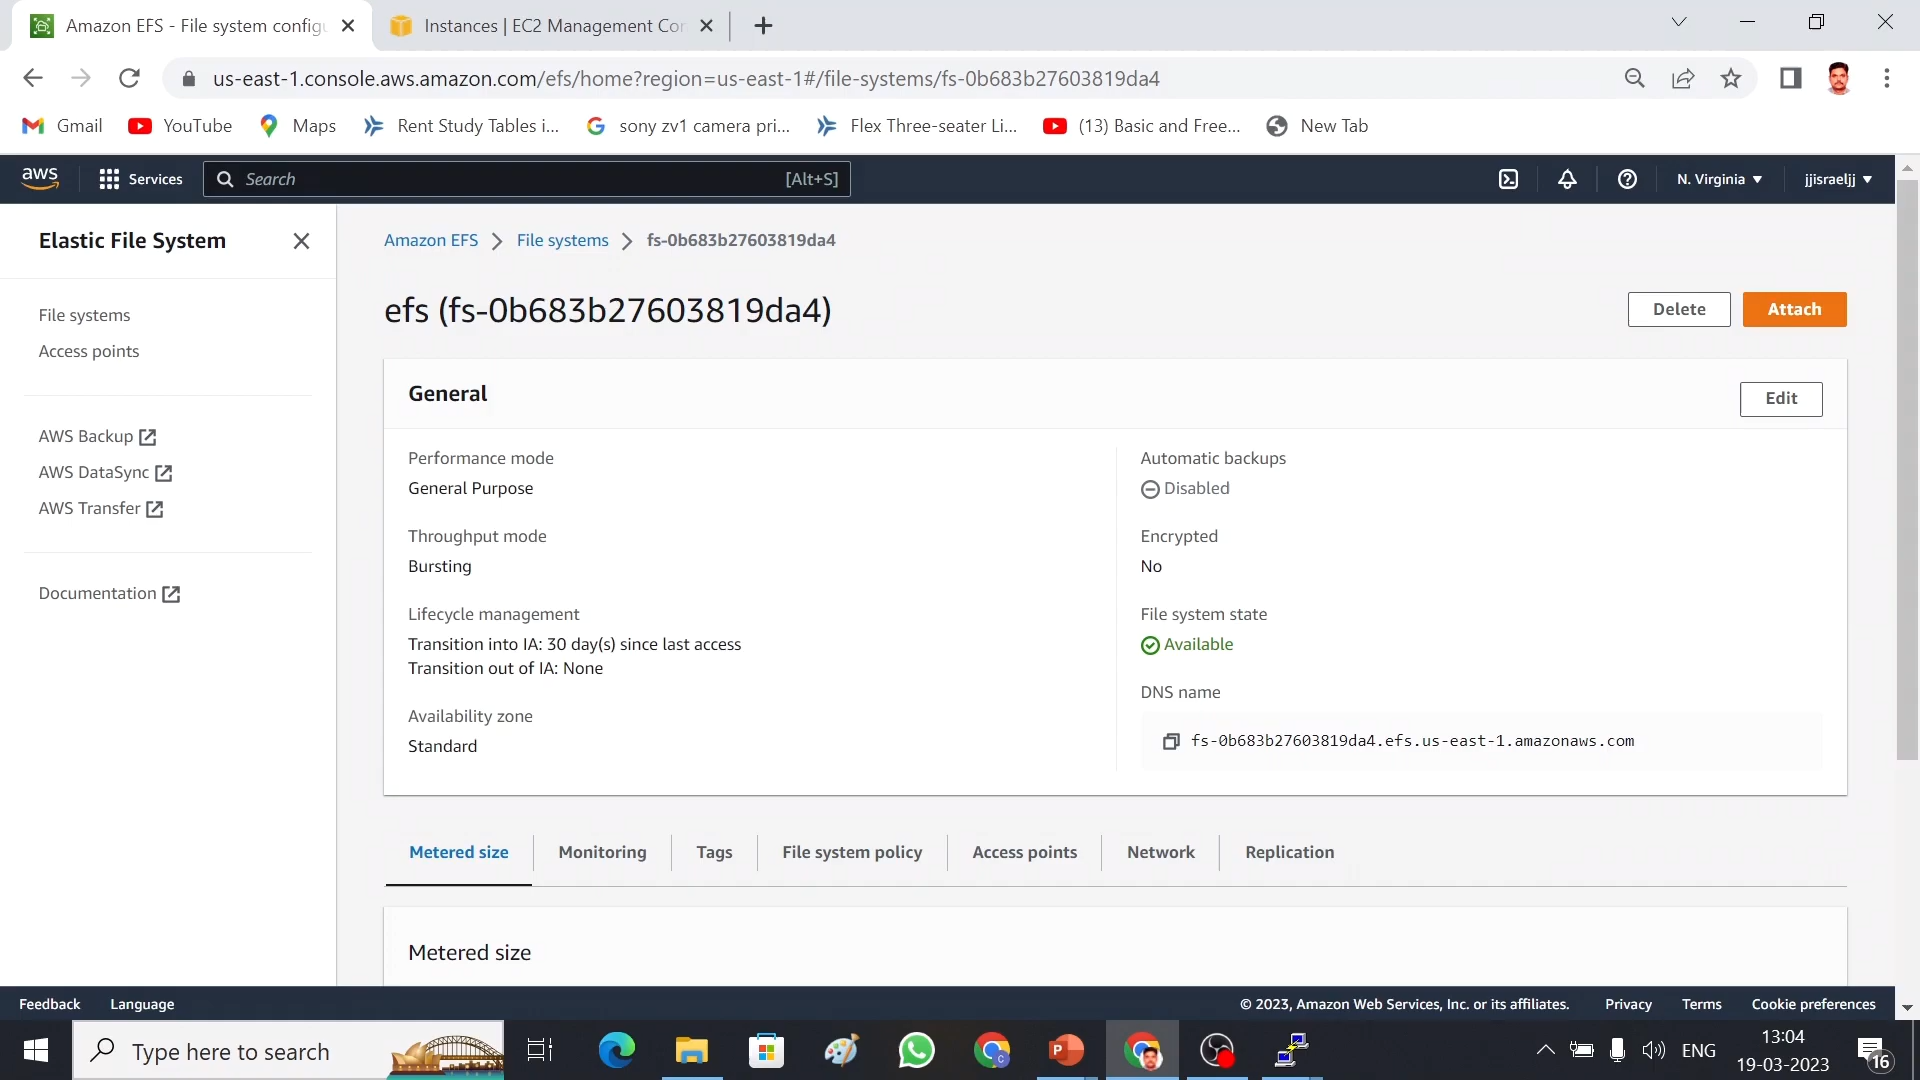 Amazon EFS - File system configu
Instances | EC2 Management Con
us-east-1.console.aws.amazon.com/efs/home?region=us-east-1#/file-systems/fs-0b683b27603819da4
Gmail
YouTube
Maps
Rent Study Tables i...
sony zv1 camera pri...
Flex Three-seater Li...
(13) Basic and Free...
New Tab
aws
Services
Search
[Alt+S]
N. Virginia
jjisraeljj
Elastic File System
File systems
Access points
AWS Backup
AWS DataSync
AWS Transfer
Documentation
Amazon EFS
File systems
fs-0b683b27603819da4
efs (fs-0b683b27603819da4)
Delete
Attach
General
Edit
Performance mode
General Purpose
Throughput mode
Bursting
Lifecycle management
Transition into IA: 30 day(s) since last access
Transition out of IA: None
Availability zone
Standard
Automatic backups
Disabled
Encrypted
No
File system state
Available
DNS name
fs-0b683b27603819da4.efs.us-east-1.amazonaws.com
Metered size
Monitoring
Tags
File system policy
Access points
Network
Replication
Metered size
Feedback
Language
© 2023, Amazon Web Services, Inc. or its affiliates.
Privacy
Terms
Cookie preferences
Type here to search
ENG
13:04
19-03-2023
16